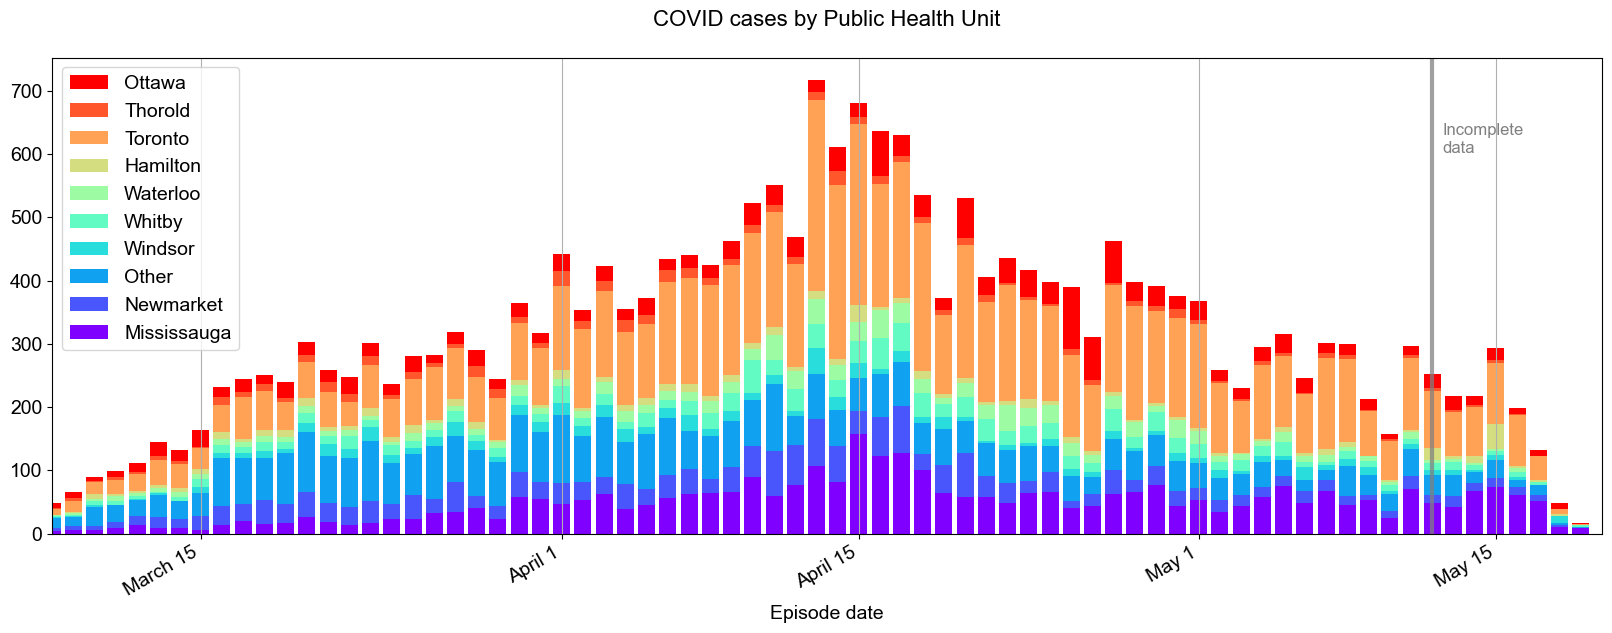 COVID cases by Public Health Unit
700
600
500
400
300
200
100
0
Ottawa
Thorold
Toronto
Hamilton
Waterloo
Whitby
Windsor
Other
Newmarket
Mississauga
Incomplete
data
March 15
April 1
April 15
May 1
May 15
Episode date